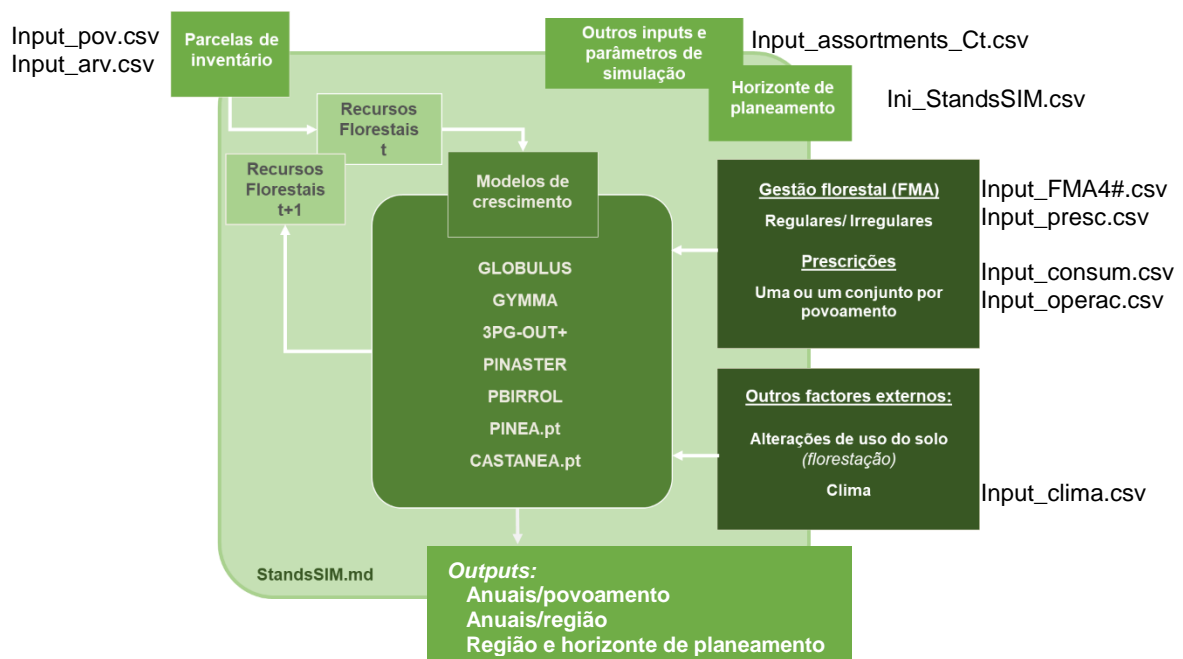 Input_pov.csv
Input_arv.csv
Parcelas de
inventário
Outros inputs e
parâmetros de
simulação
Input_assortments_Ct.csv
Horizonte de
planeamento
Ini_StandsSIM.csv
Recursos
Florestais
t
Recursos
Florestais
t+1
Modelos de
crescimento
GLOBULUS
GYMMA
3PG-OUT+
PINASTER
PBIRROL
PINEA.pt
CASTANEA.pt
Gestão florestal (FMA)
Regulares/ Irregulares
Prescrições
Uma ou um conjunto por
povoamento
Input_FMA4#.csv
Input_presc.csv
Input_consum.csv
Input_operac.csv
Outros factores externos:
Alterações de uso do solo
(florestação)
Clima
Input_clima.csv
StandsSIM.md
Outputs:
Anuais/povoamento
Anuais/região
Região e horizonte de planeamento